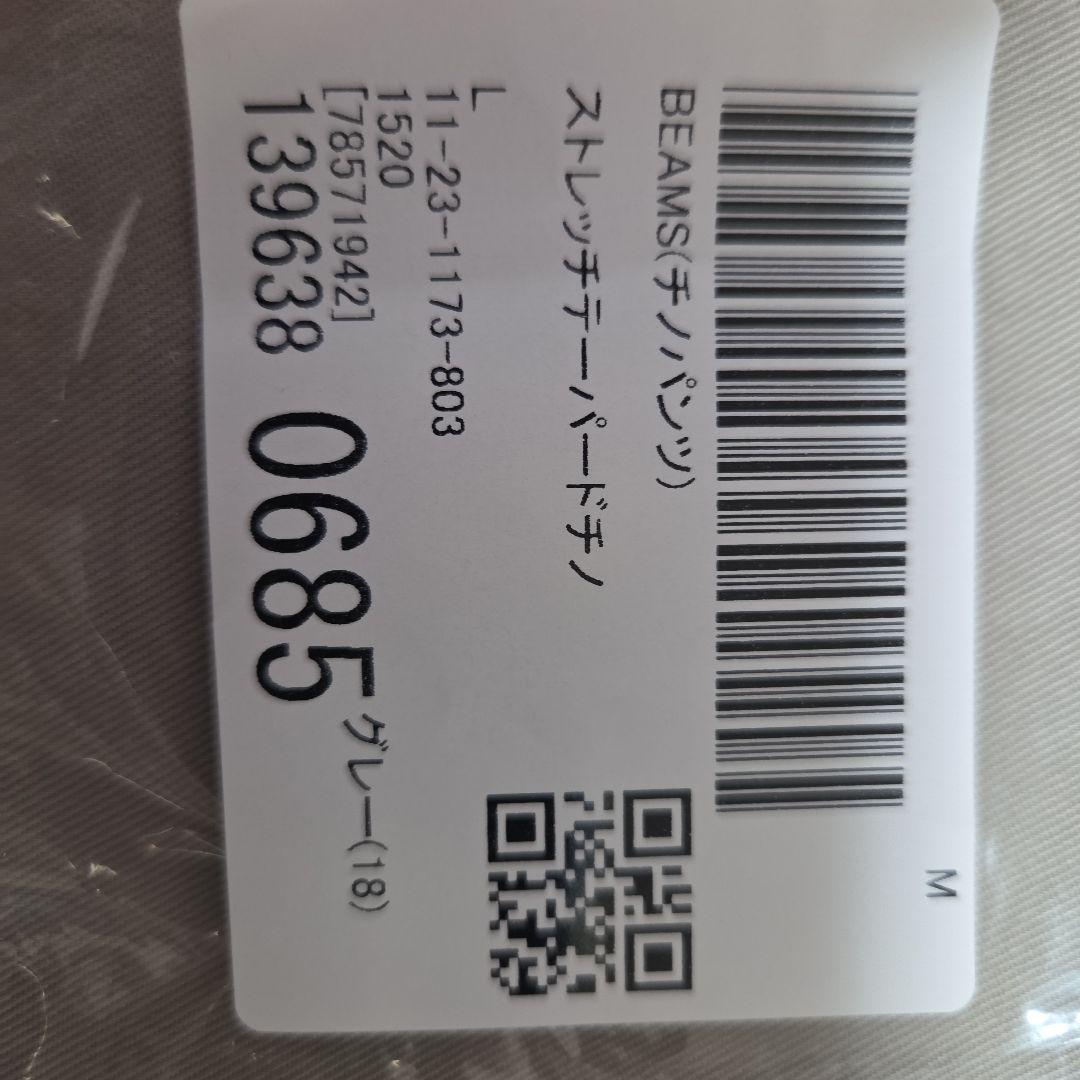 M
BEAMS(チノパンツ)
ストレッチテーパードチノ
L
11-23-1173-803
1520
[78571942]
グレー(18)
139638 0685